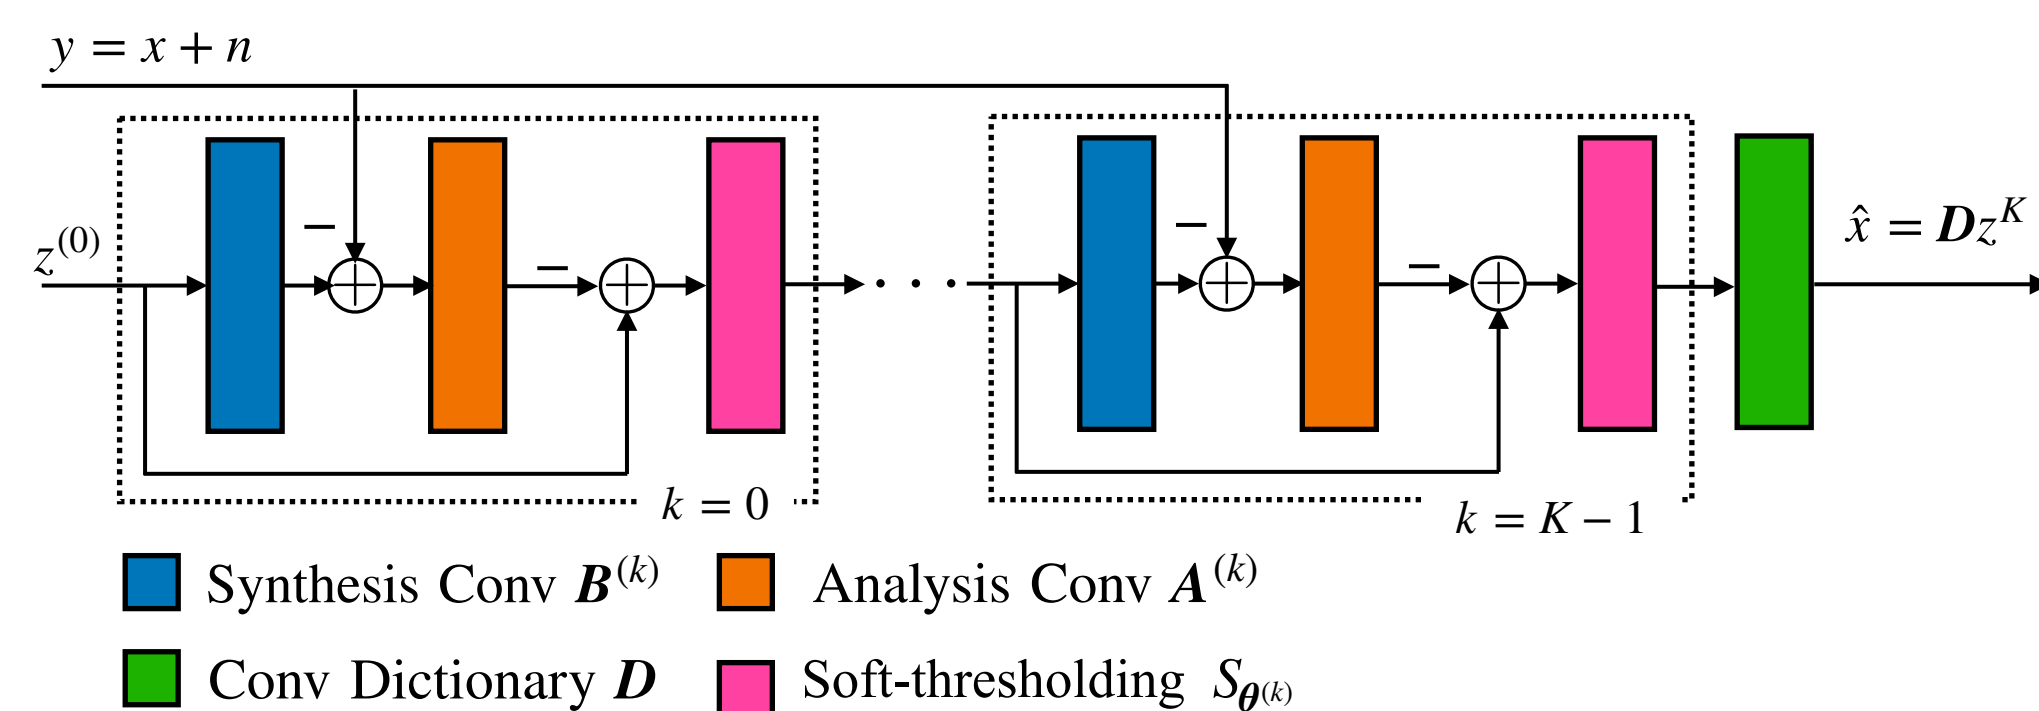 y = x + n
z^(0)
− − − −
x̂ = Dz^K
· · ·
k = 0
k = K − 1
Synthesis Conv B^(k) Analysis Conv A^(k)
Conv Dictionary D Soft-thresholding S_θ^(k)